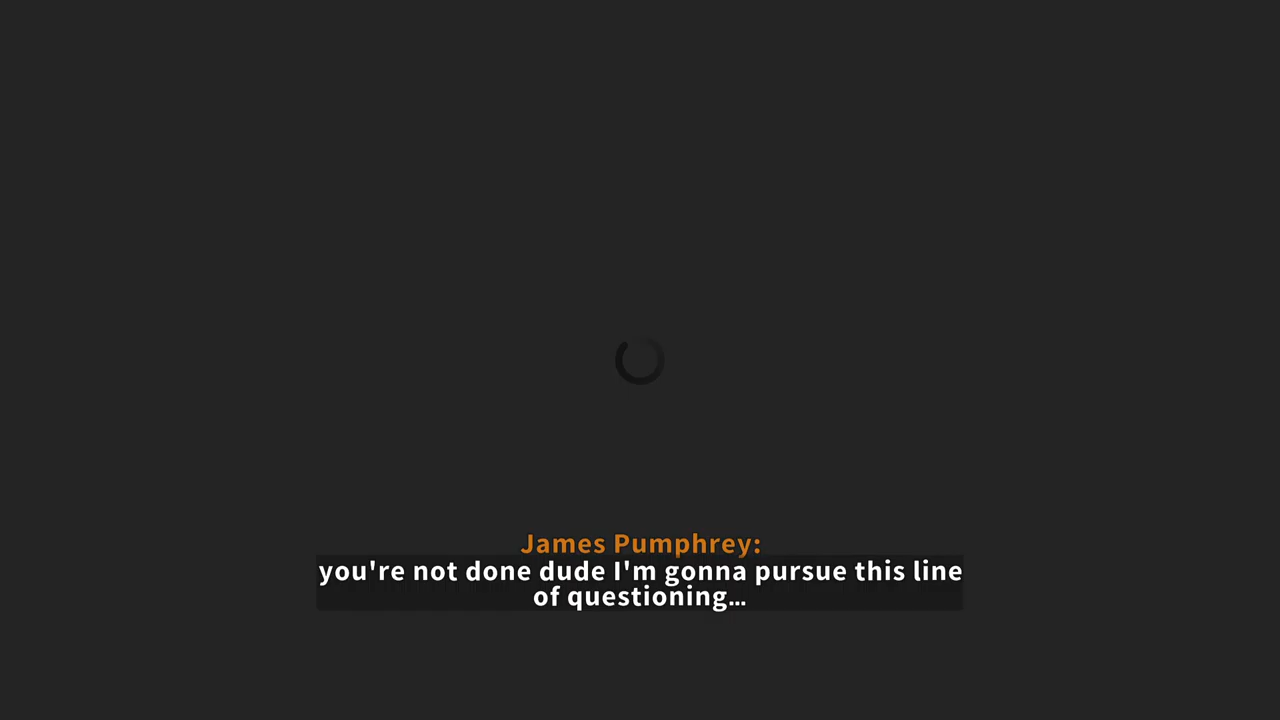 James Pumphrey:
you're not done dude I'm gonna pursue this line
of questioning…